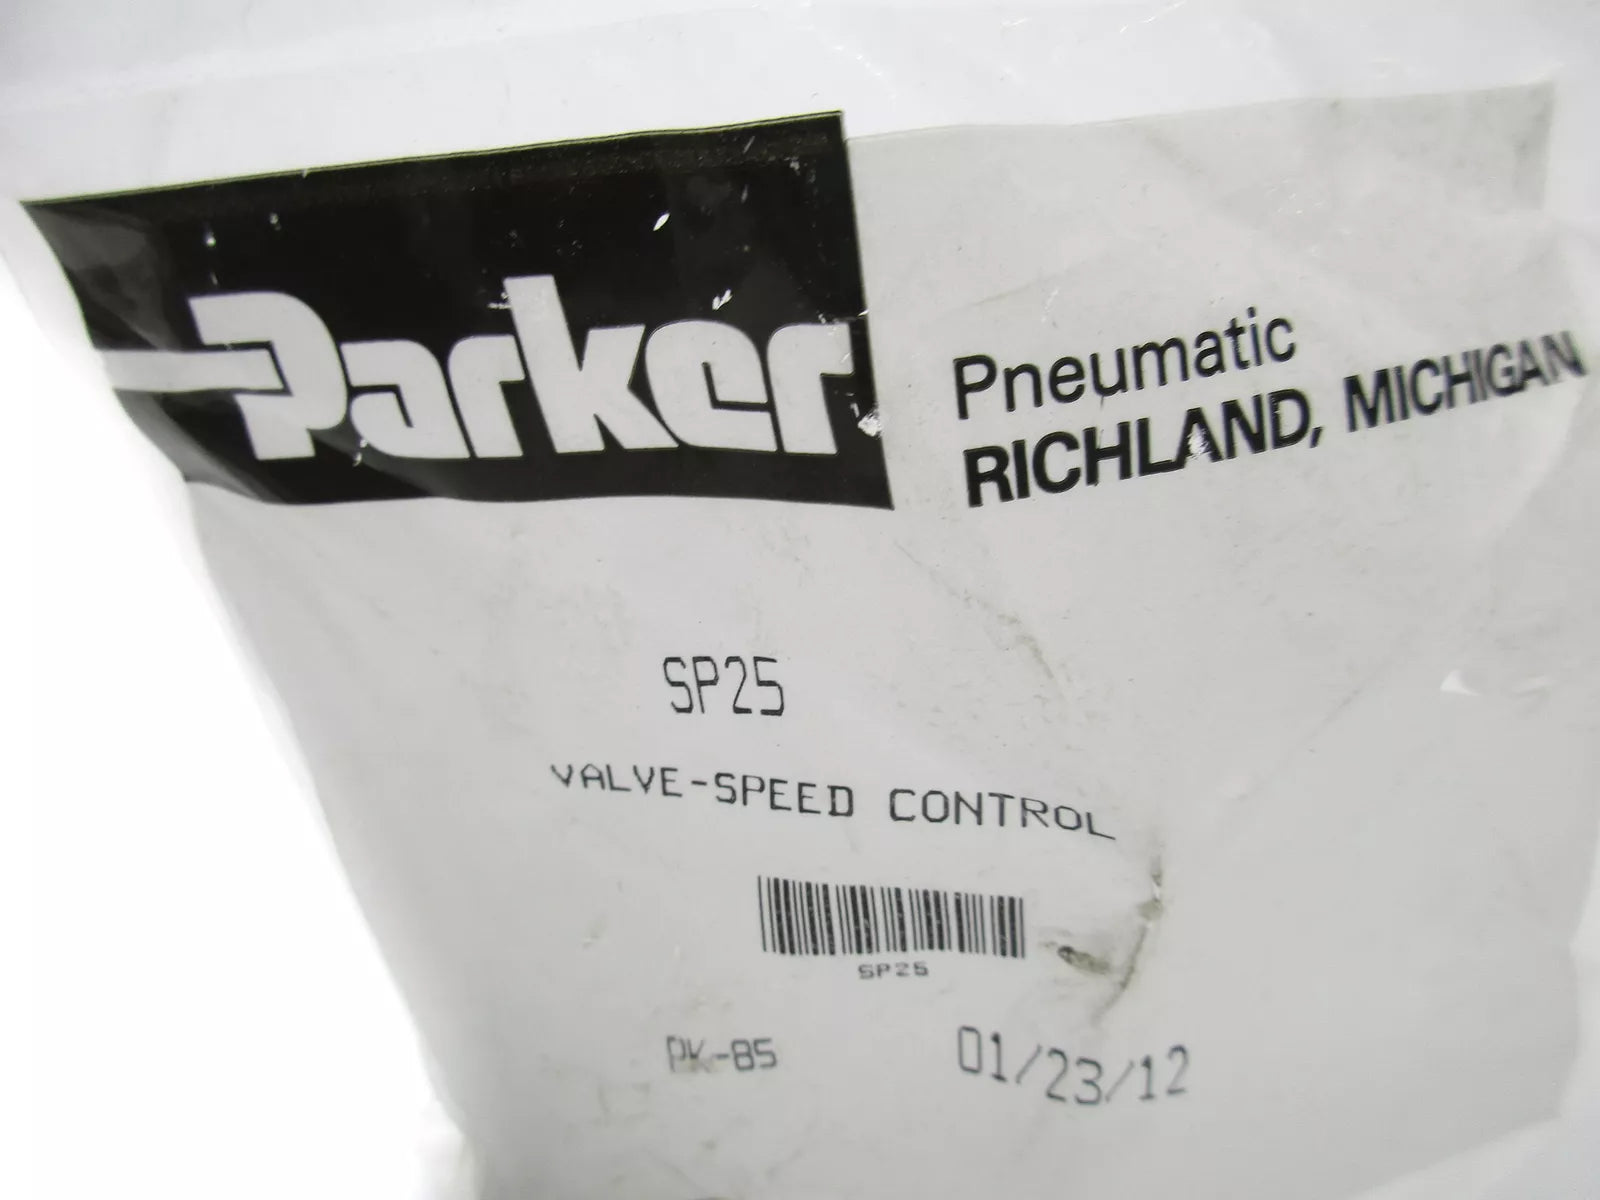 Parker
Pneumatic
RICHLAND, MICHIGAN
SP25
VALVE-SPEED CONTROL
SP25
PK-85
01/23/12